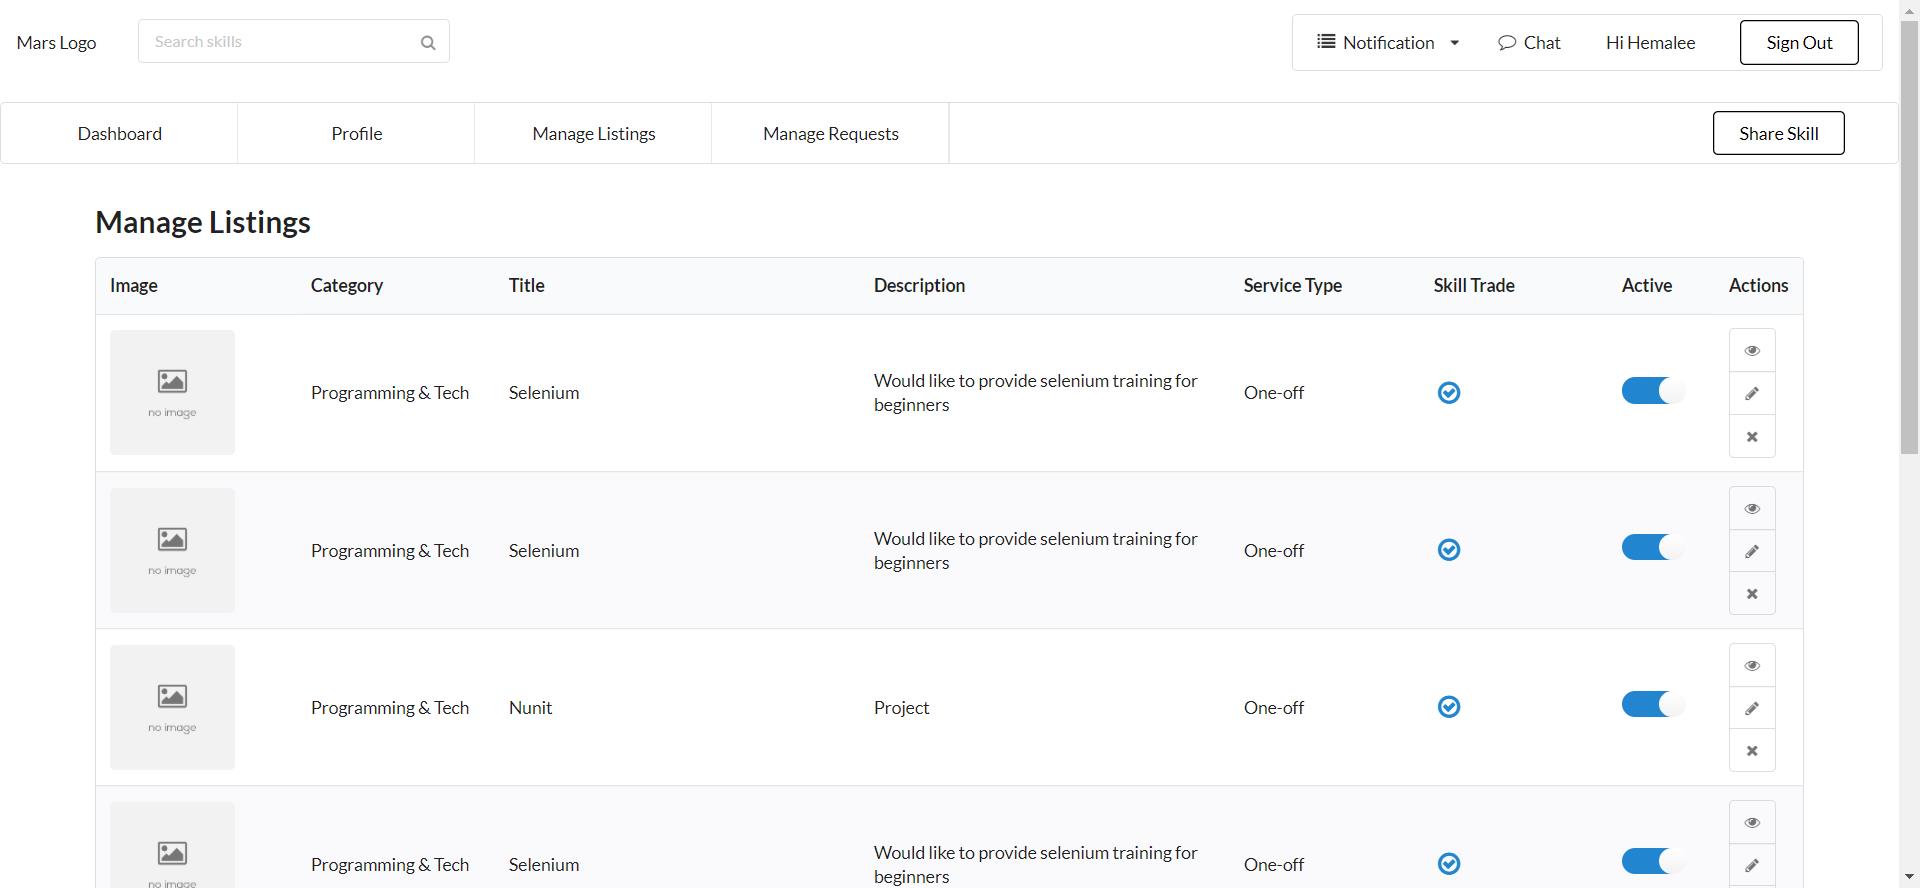 Mars Logo
Search skills
Notification
Chat
Hi Hemalee
Sign Out
Dashboard
Profile
Manage Listings
Manage Requests
Share Skill
Manage Listings
Image
Category
Title
Description
Service Type
Skill Trade
Active
Actions
no image
Programming & Tech
Selenium
Would like to provide selenium training for
beginners
One-off
no image
Programming & Tech
Selenium
Would like to provide selenium training for
beginners
One-off
no image
Programming & Tech
Nunit
Project
One-off
no image
Programming & Tech
Selenium
Would like to provide selenium training for
beginners
One-off